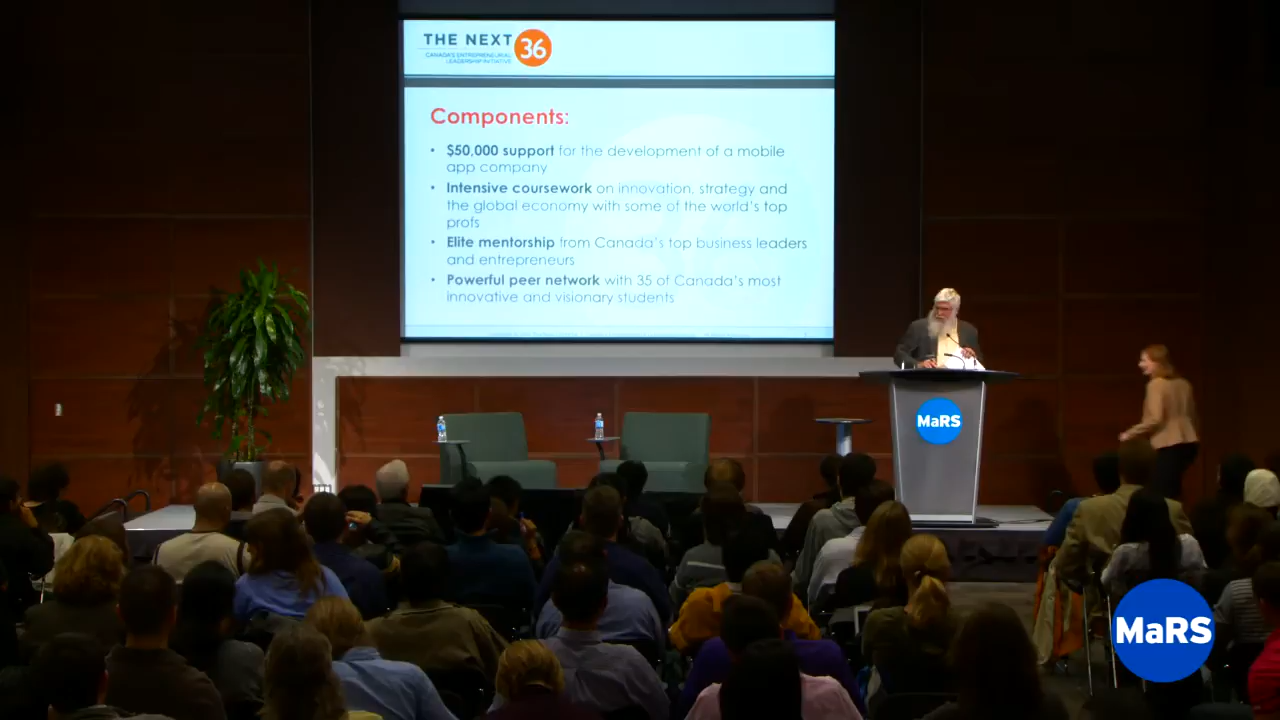 THE NEXT 36
CANADA'S ENTREPRENEURIAL
LEADERSHIP INITIATIVE
Components:
• $50,000 support for the development of a mobile
app company
• Intensive coursework on innovation, strategy and
the global economy with some of the world's top
profs
• Elite mentorship from Canada's top business leaders
and entrepreneurs
• Powerful peer network with 35 of Canada's most
innovative and visionary students
MaRS
MaRS